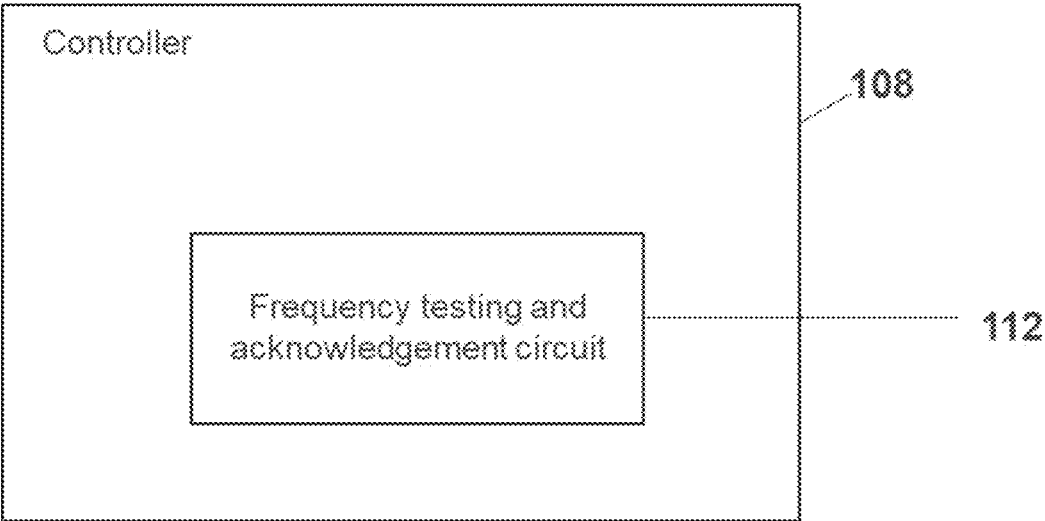 Controller
108
Frequency testing and
acknowledgement circuit
112